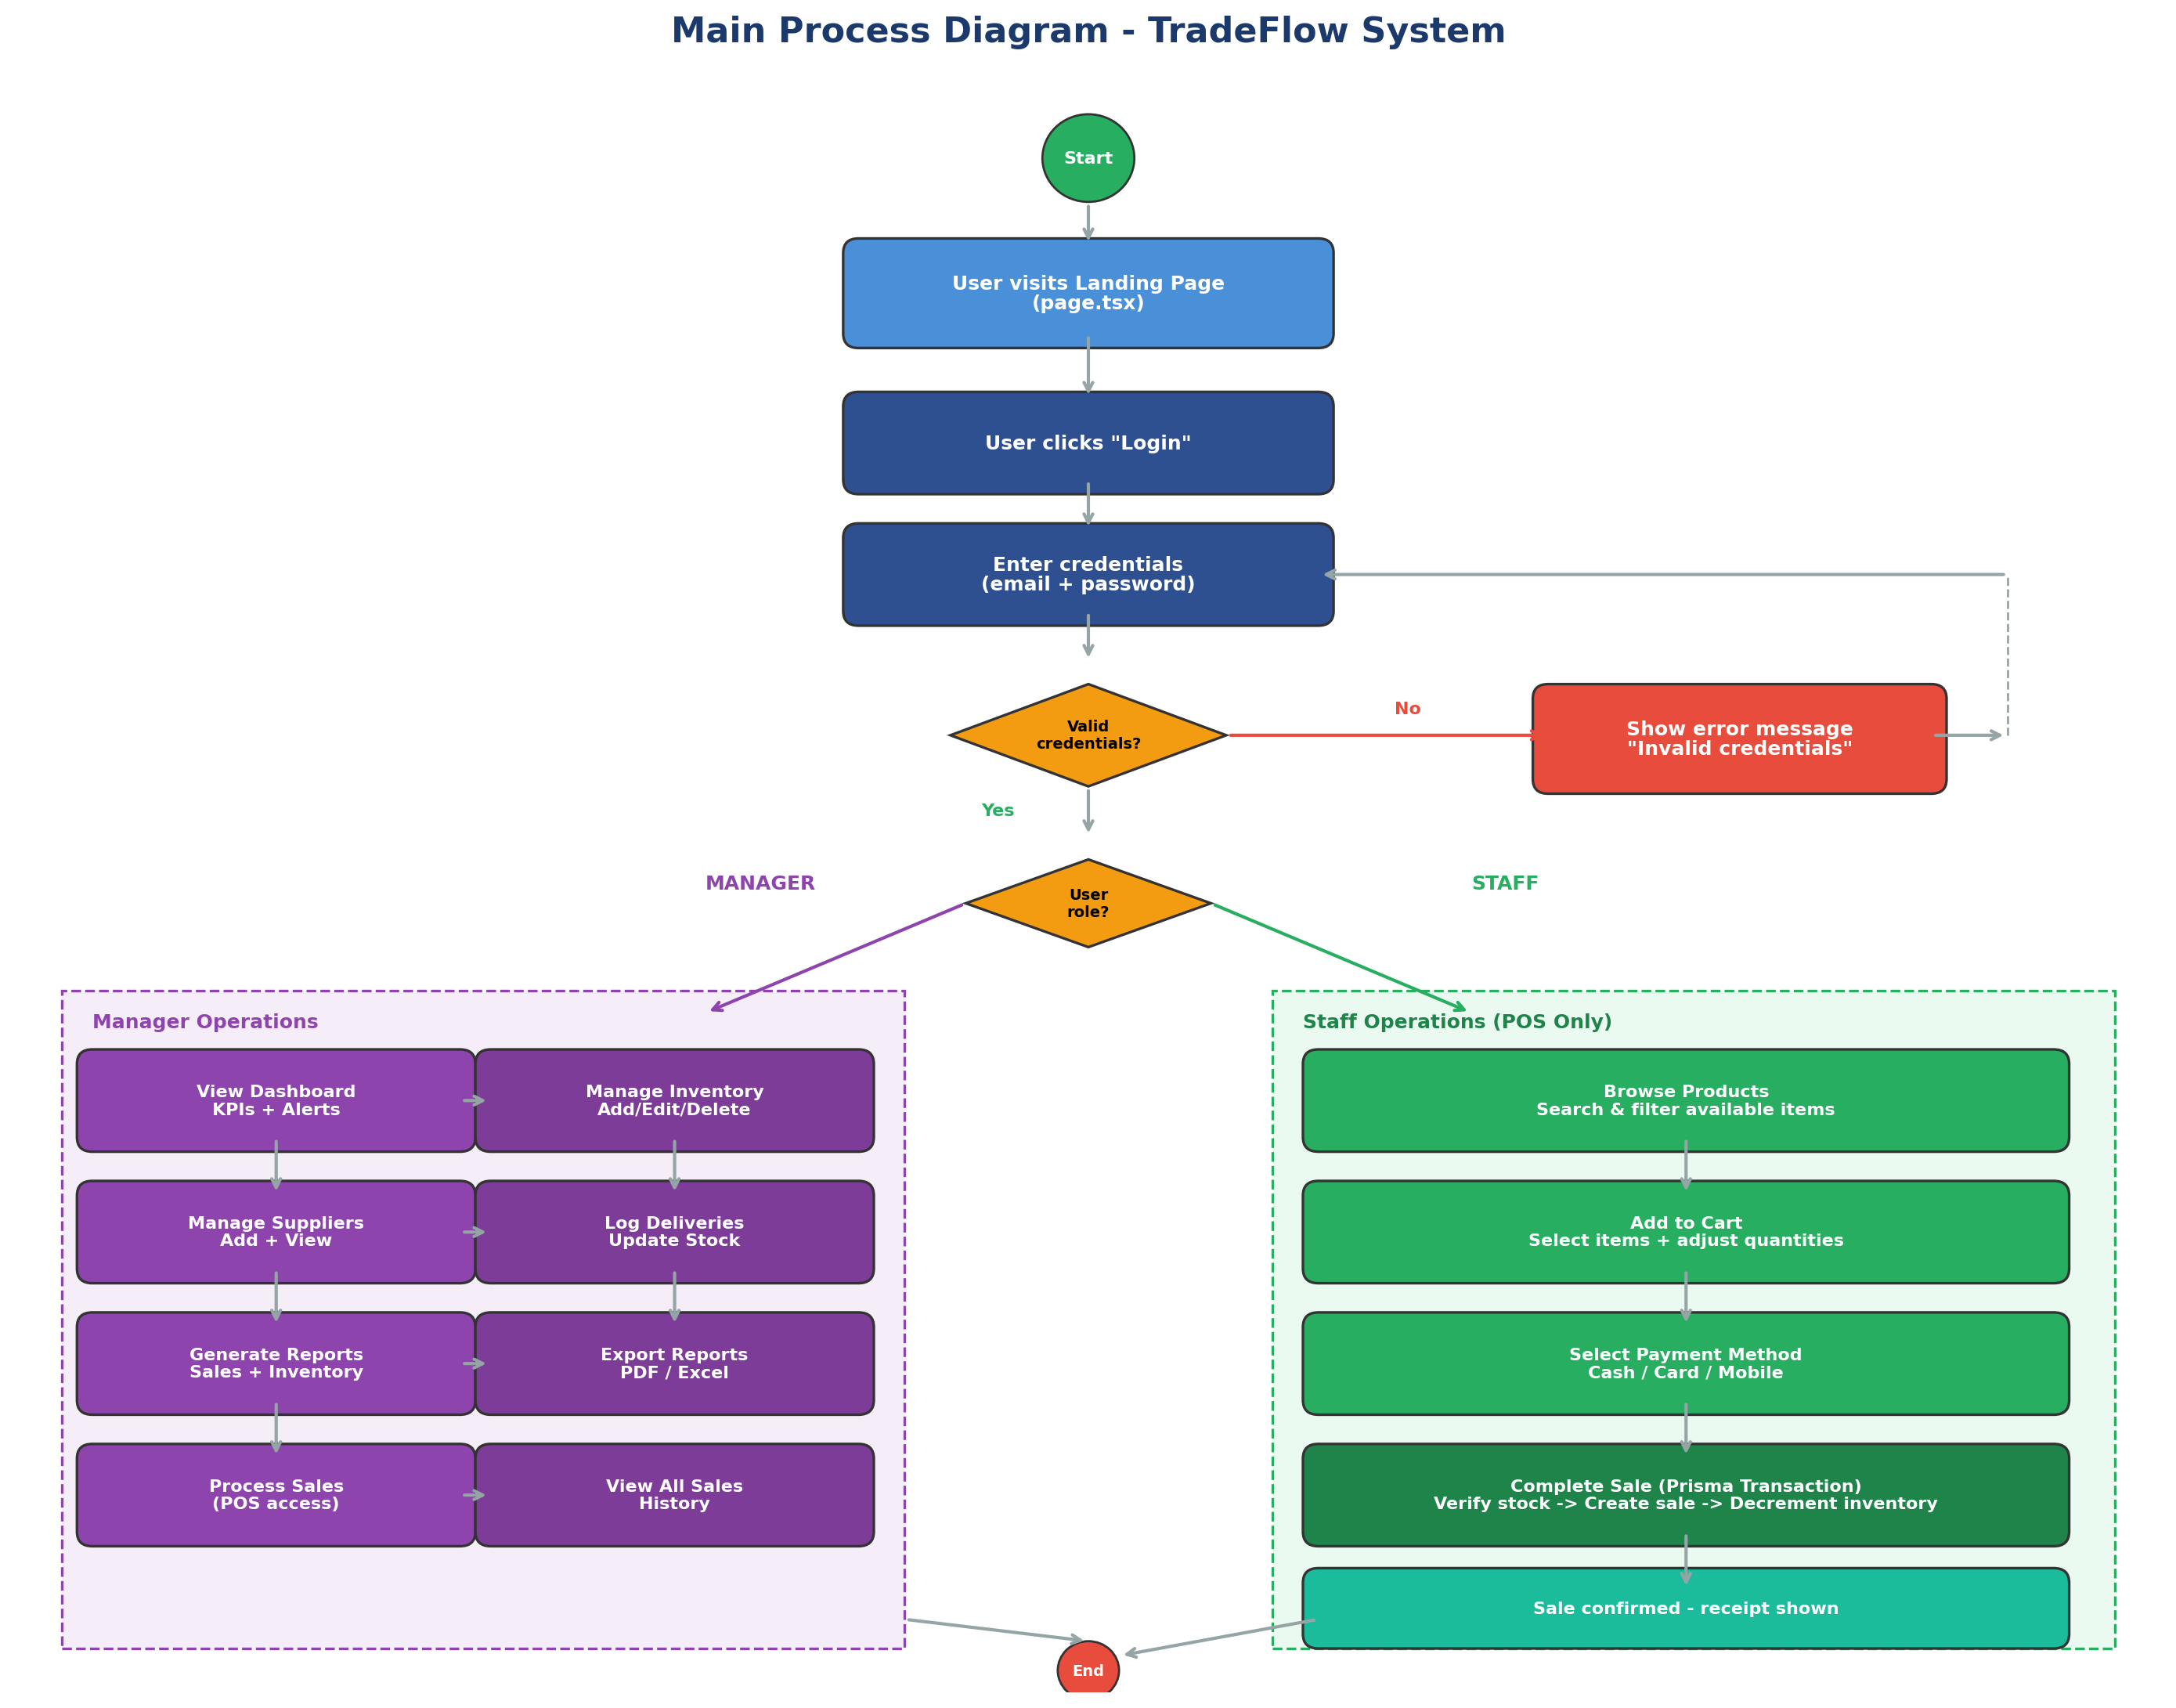 Main Process Diagram - TradeFlow System
Start
User visits Landing Page
(page.tsx)
User clicks "Login"
Enter credentials
(email + password)
Valid
credentials?
No
Show error message
"Invalid credentials"
Yes
MANAGER
User
role?
STAFF
Manager Operations
View Dashboard
KPIs + Alerts
Manage Inventory
Add/Edit/Delete
Manage Suppliers
Add + View
Log Deliveries
Update Stock
Generate Reports
Sales + Inventory
Export Reports
PDF / Excel
Process Sales
(POS access)
View All Sales
History
Staff Operations (POS Only)
Browse Products
Search & filter available items
Add to Cart
Select items + adjust quantities
Select Payment Method
Cash / Card / Mobile
Complete Sale (Prisma Transaction)
Verify stock -> Create sale -> Decrement inventory
Sale confirmed - receipt shown
End